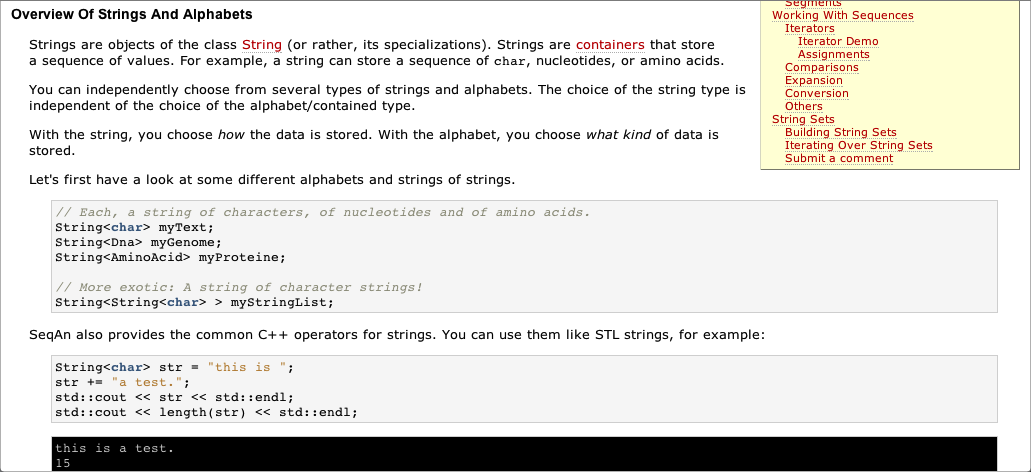 Overview Of Strings And Alphabets
Strings are objects of the class String (or rather, its specializations). Strings are containers that store
a sequence of values. For example, a string can store a sequence of char, nucleotides, or amino acids.
You can independently choose from several types of strings and alphabets. The choice of the string type is
independent of the choice of the alphabet/contained type.
With the string, you choose how the data is stored. With the alphabet, you choose what kind of data is
stored.
Let's first have a look at some different alphabets and strings of strings.
// Each, a string of characters, of nucleotides and of amino acids.
String<char> myText;
String<Dna> myGenome;
String<AminoAcid> myProteine;
// More exotic: A string of character strings!
String<String<char> > myStringList;
SeqAn also provides the common C++ operators for strings. You can use them like STL strings, for example:
String<char> str = "this is ";
str += "a test.";
std::cout << str << std::endl;
std::cout << length(str) << std::endl;
this is a test.
15
Segments
Working With Sequences
Iterators
Iterator Demo
Assignments
Comparisons
Expansion
Conversion
Others
String Sets
Building String Sets
Iterating Over String Sets
Submit a comment